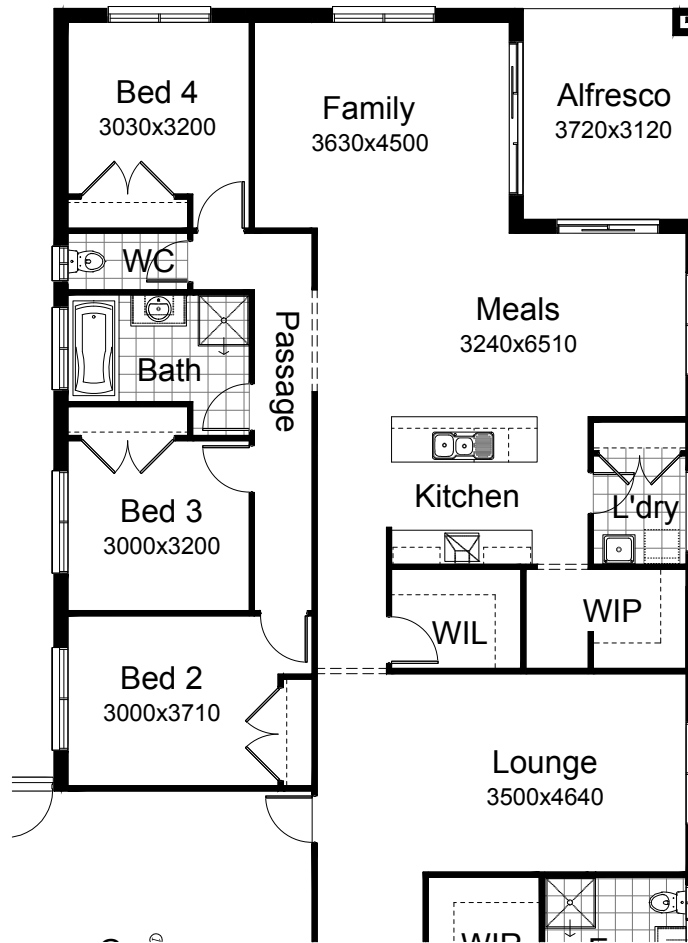 Bed 4
3030x3200
Family
3630x4500
Alfresco
3720x3120
WC
Meals
3240x6510
Passage
Bath
Kitchen
L'dry
Bed 3
3000x3200
WIP
WIL
Bed 2
3000x3710
Lounge
3500x4640